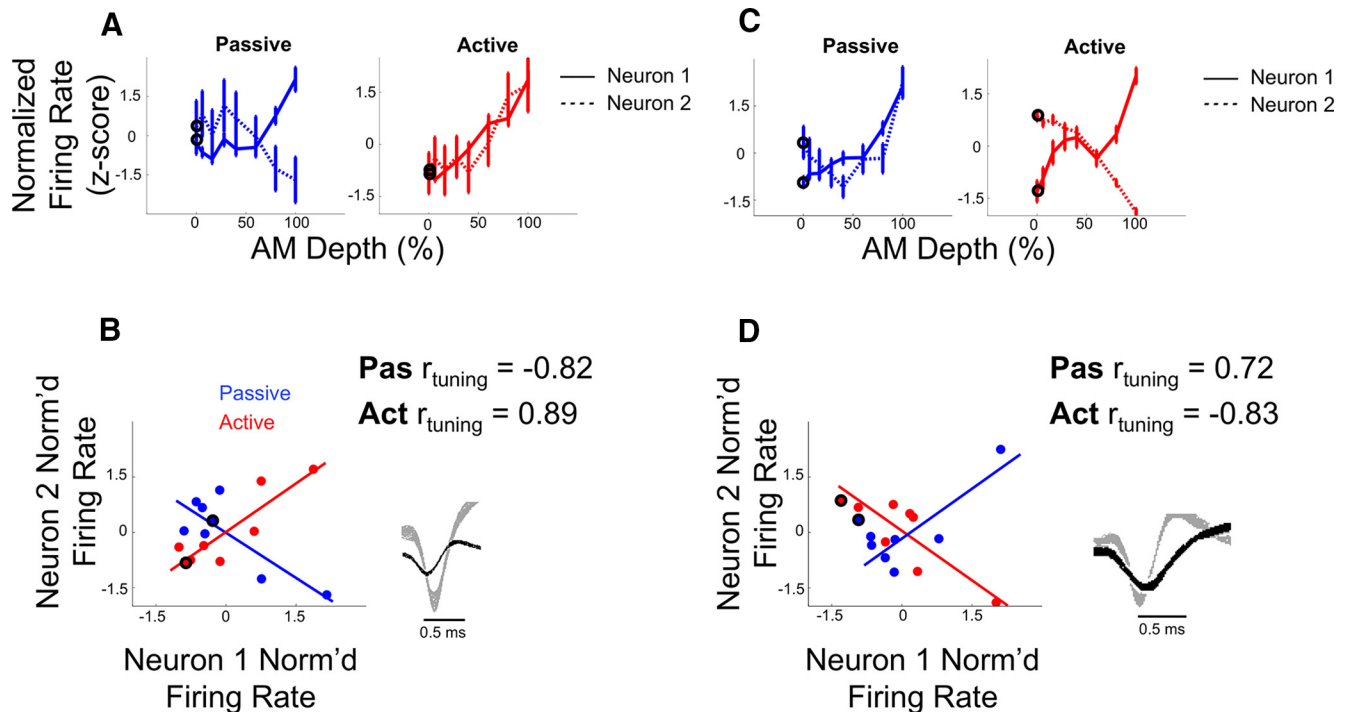 A
Passive
Active
Neuron 1
Neuron 2
Normalized
Firing Rate
(z-score)
1.5
0
-1.5
0
50
100
1.5
0
-1.5
0
50
100
AM Depth (%)
C
Passive
Active
Neuron 1
Neuron 2
1.5
0
-1.5
0
50
100
1.5
0
-1.5
0
50
100
AM Depth (%)
B
Pas r_tuning = -0.82
Act r_tuning = 0.89
Passive
Active
Neuron 2 Norm'd
Firing Rate
1.5
0
-1.5
-1.5
0
1.5
0.5 ms
Neuron 1 Norm'd
Firing Rate
D
Pas r_tuning = 0.72
Act r_tuning = -0.83
Neuron 2 Norm'd
Firing Rate
1.5
0
-1.5
-1.5
0
1.5
0.5 ms
Neuron 1 Norm'd
Firing Rate